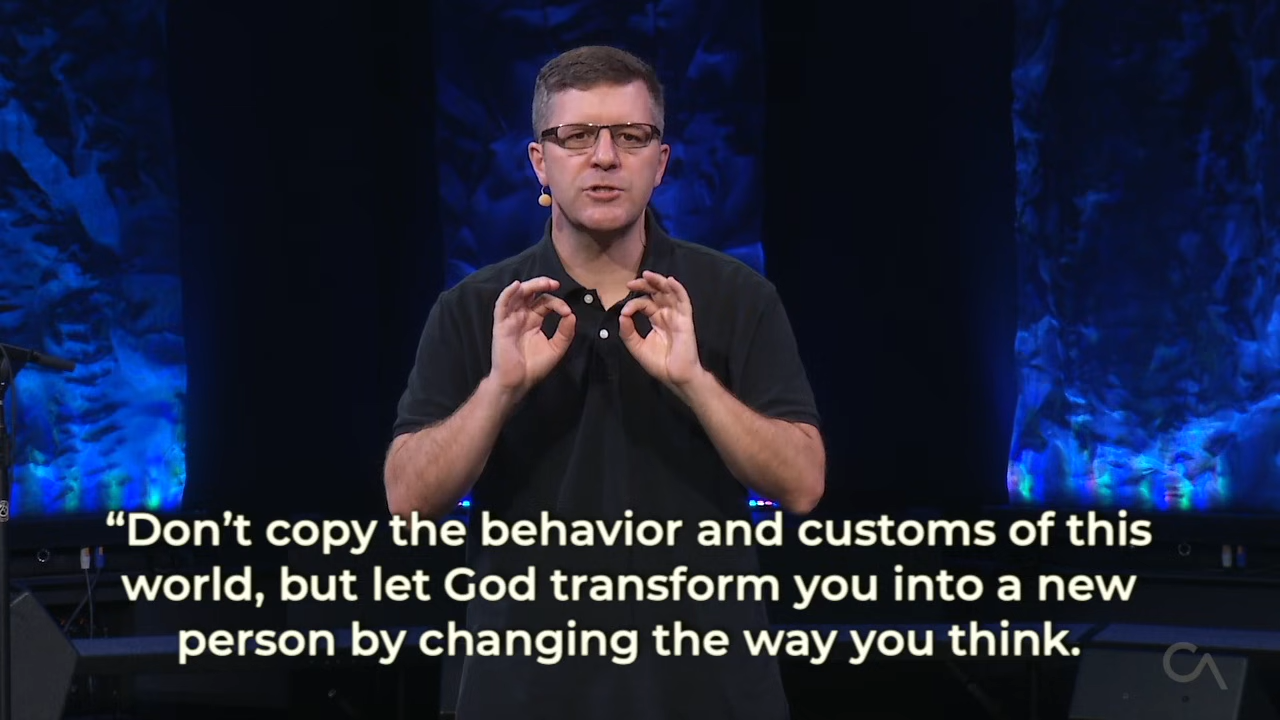 “Don’t copy the behavior and customs of this
world, but let God transform you into a new
person by changing the way you think.
CA